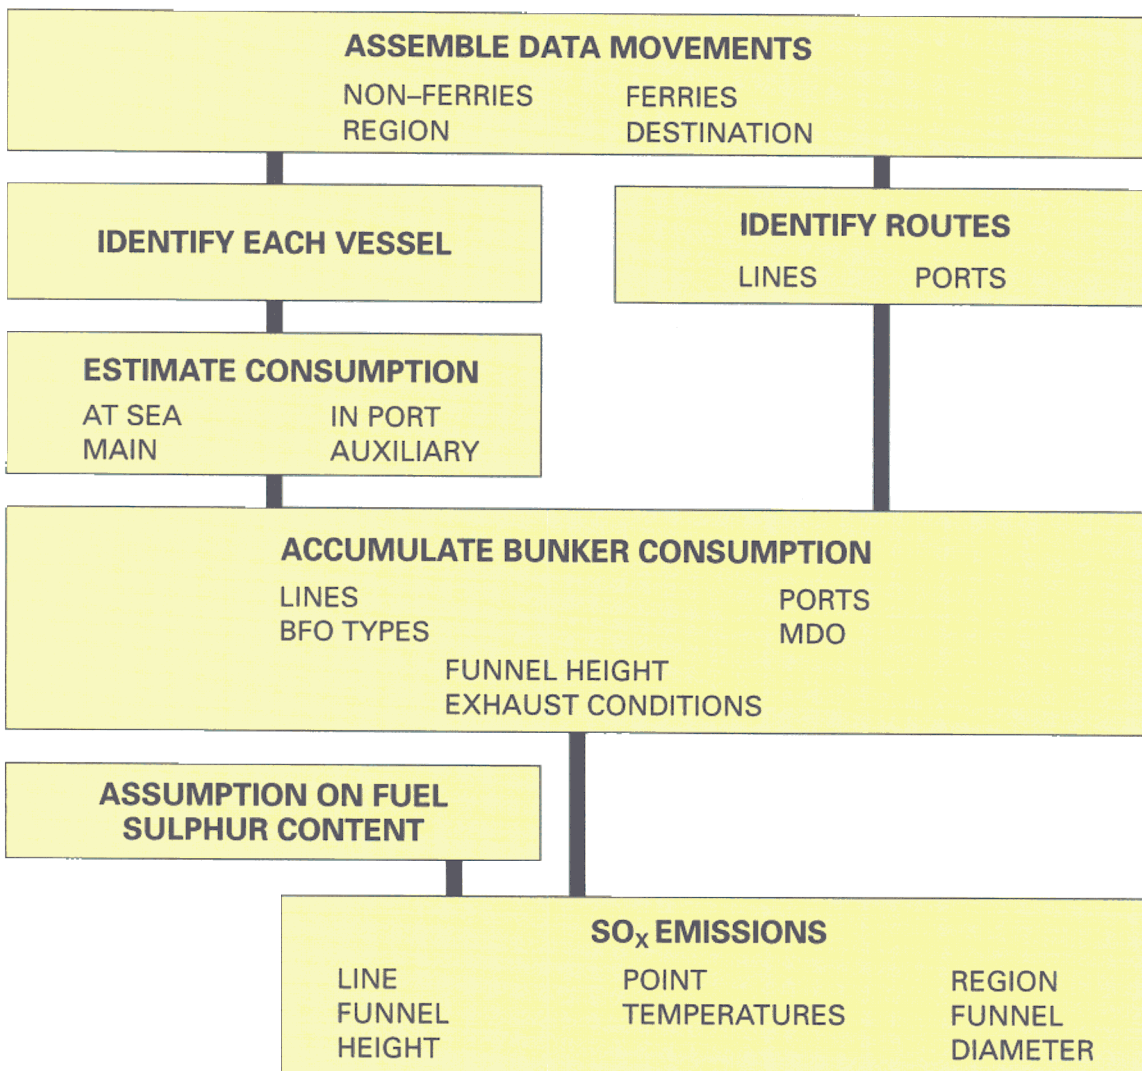 ASSEMBLE DATA MOVEMENTS
NON–FERRIES FERRIES
REGION DESTINATION
IDENTIFY EACH VESSEL
IDENTIFY ROUTES
LINES PORTS
ESTIMATE CONSUMPTION
AT SEA IN PORT
MAIN AUXILIARY
ACCUMULATE BUNKER CONSUMPTION
LINES PORTS
BFO TYPES MDO
FUNNEL HEIGHT
EXHAUST CONDITIONS
ASSUMPTION ON FUEL
SULPHUR CONTENT
SOX EMISSIONS
LINE POINT REGION
FUNNEL TEMPERATURES FUNNEL
HEIGHT DIAMETER